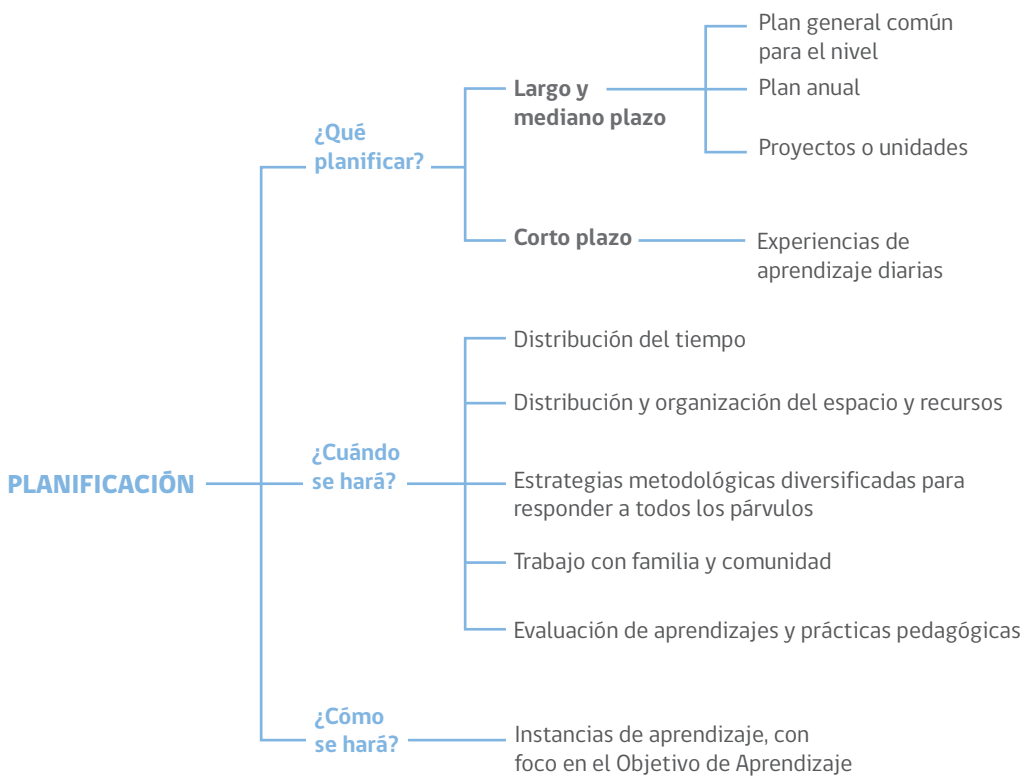 PLANIFICACIÓN
¿Qué
planificar?
Largo y
mediano plazo
Plan general común
para el nivel
Plan anual
Proyectos o unidades
Corto plazo
Experiencias de
aprendizaje diarias
¿Cuándo
se hará?
Distribución del tiempo
Distribución y organización del espacio y recursos
Estrategias metodológicas diversificadas para
responder a todos los párvulos
Trabajo con familia y comunidad
Evaluación de aprendizajes y prácticas pedagógicas
¿Cómo
se hará?
Instancias de aprendizaje, con
foco en el Objetivo de Aprendizaje